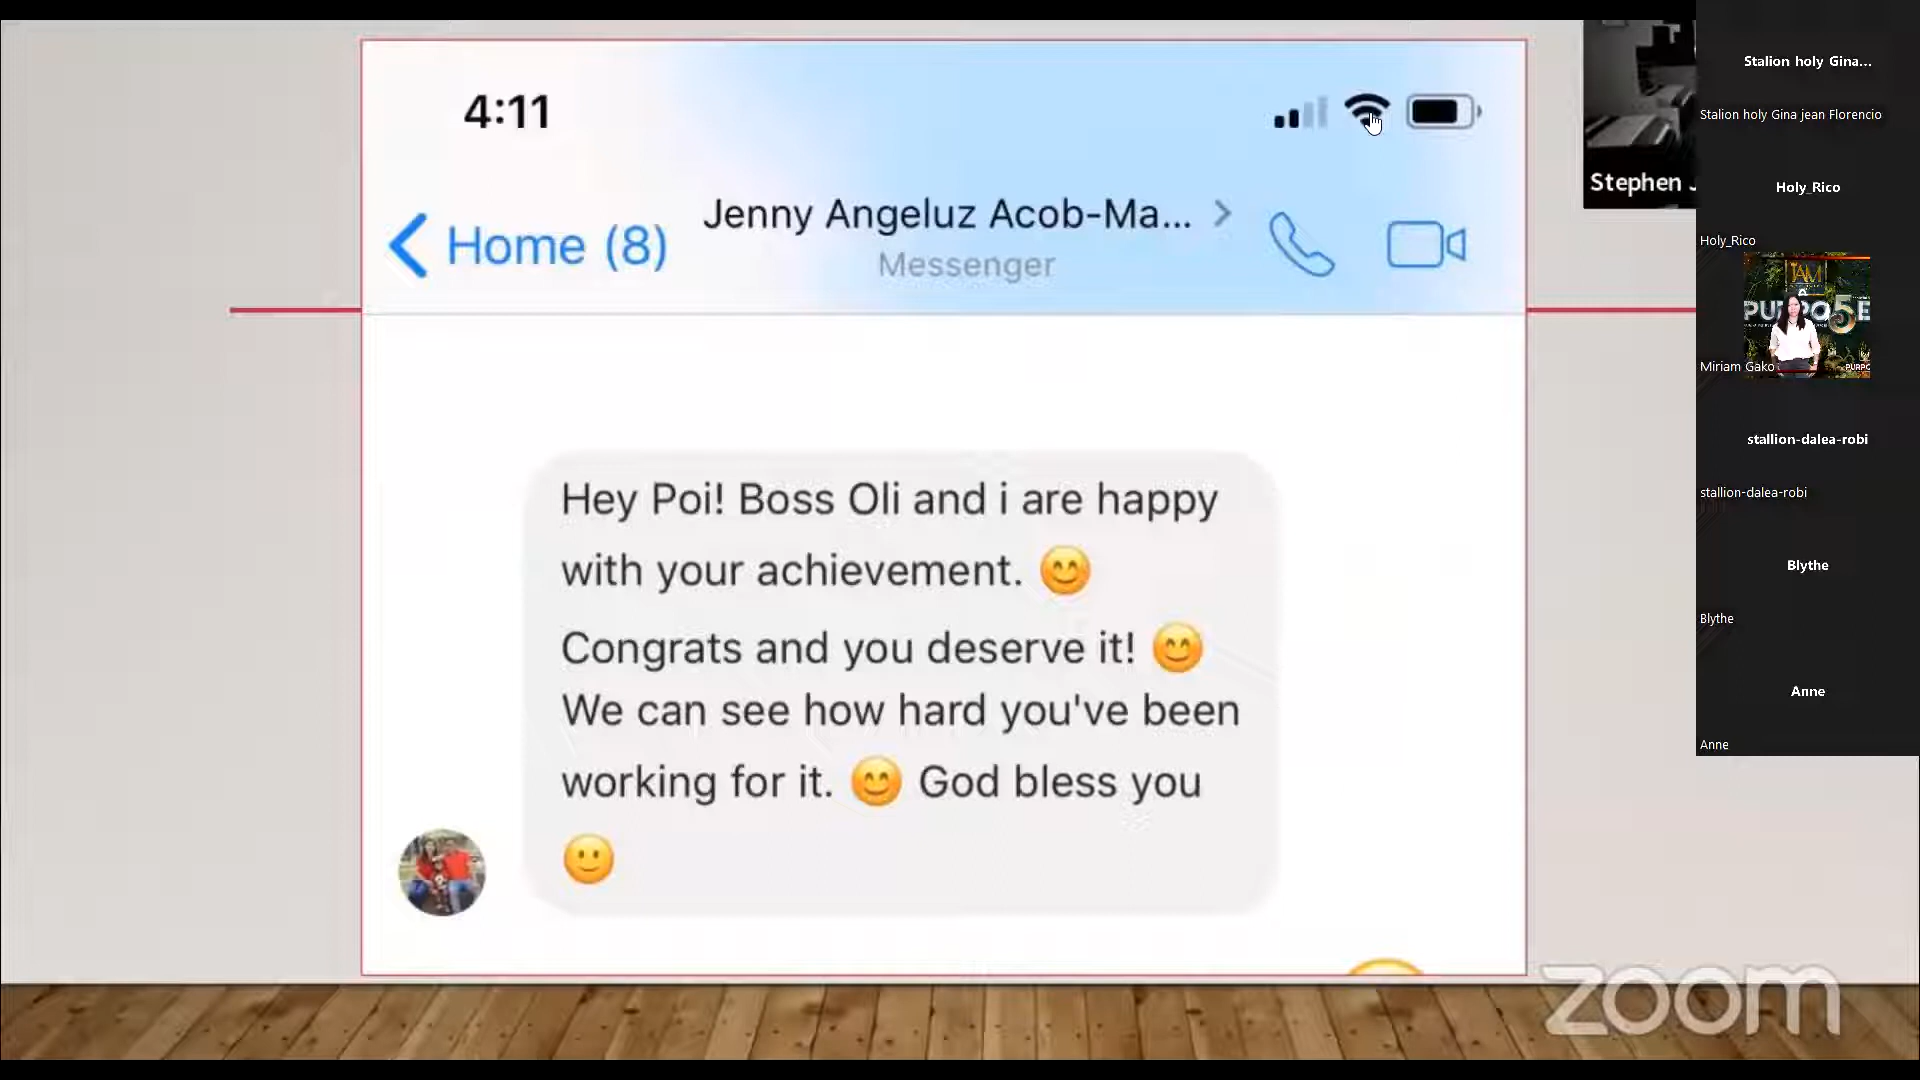 4:11
Home (8)
Jenny Angeluz Acob-Ma...
Messenger
Hey Poi! Boss Oli and i are happy
with your achievement. 😊
Congrats and you deserve it! 😊
We can see how hard you've been
working for it. 😊 God bless you
🙂
zoom
Stephen J
Stalion holy Gina...
Stalion holy Gina jean Florencio
Holy_Rico
Holy_Rico
JAM
PURPO5E
PURPO
Miriam Gako
stallion-dalea-robi
stallion-dalea-robi
Blythe
Blythe
Anne
Anne